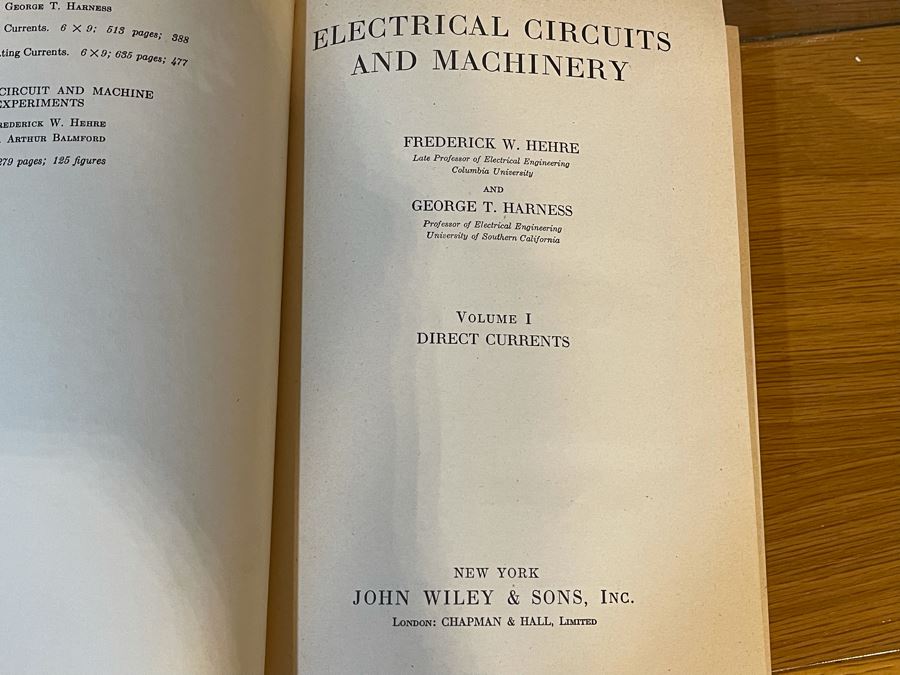 GEORGE T. HARNESS
Currents. 6 × 9; 513 pages; 388
ting Currents. 6 × 9; 635 pages; 477
CIRCUIT AND MACHINE
EXPERIMENTS
REDERICK W. HEHRE
ARTHUR BALMFORD
279 pages; 125 figures
ELECTRICAL CIRCUITS
AND MACHINERY
FREDERICK W. HEHRE
Late Professor of Electrical Engineering
Columbia University
AND
GEORGE T. HARNESS
Professor of Electrical Engineering
University of Southern California
VOLUME I
DIRECT CURRENTS
NEW YORK
JOHN WILEY & SONS, INC.
LONDON: CHAPMAN & HALL, LIMITED